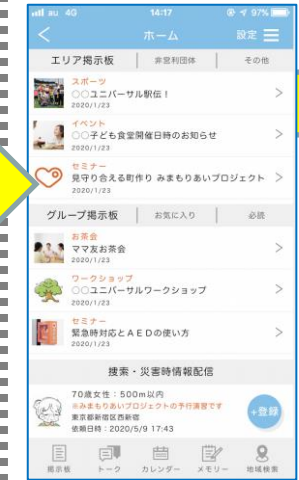 au 4G 14:17 97%
ホーム 設定
エリア掲示板 非営利団体 その他
スポーツ
○○ユニバーサル駅伝！
2020/1/23
イベント
○○子ども食堂開催日時のお知らせ
2020/1/23
セミナー
見守り合える町作り みまもりあいプロジェクト
2020/1/23
グループ掲示板 お気に入り 必読
お茶会
ママ友お茶会
2020/1/23
ワークショップ
○○ユニバーサルワークショップ
2020/1/23
セミナー
緊急時対応とＡＥＤの使い方
2020/1/23
捜索・災害時情報配信
70歳女性：500m以内
※みまもりあいプロジェクトの予行演習です
東京都新宿区西新宿
依頼日時：2020/5/9 17:43
+登録
掲示板 トーク カレンダー メモリー 地域検索